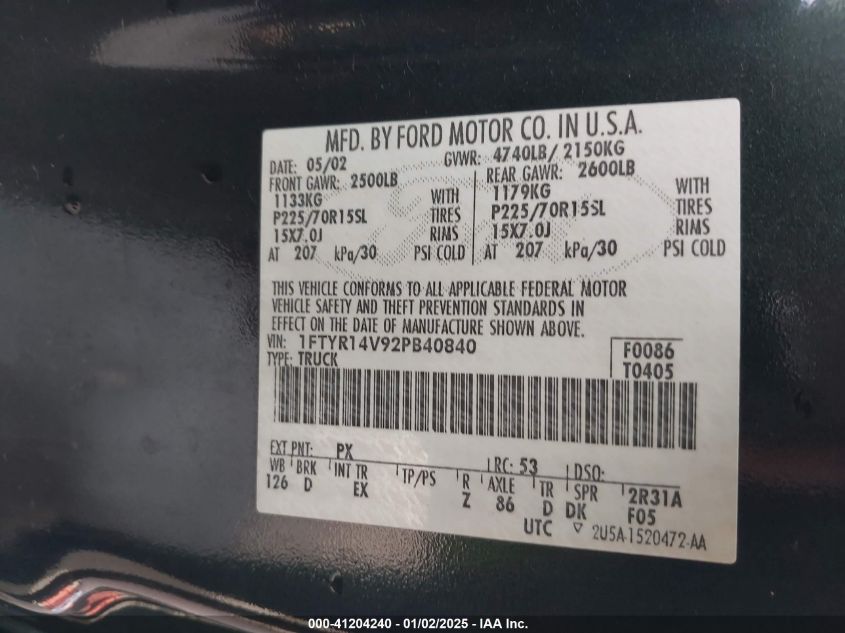 MFD. BY FORD MOTOR CO. IN U.S.A.
DATE: 05/02 GVWR: 4740LB/ 2150KG
FRONT GAWR: 2500LB REAR GAWR: 2600LB
1133KG WITH 1179KG WITH
P225/70R15SL TIRES P225/70R15SL TIRES
15X7.0J RIMS 15X7.0J RIMS
AT 207 kPa/30 PSI COLD AT 207 kPa/30 PSI COLD
THIS VEHICLE CONFORMS TO ALL APPLICABLE FEDERAL MOTOR
VEHICLE SAFETY AND THEFT PREVENTION STANDARDS IN
EFFECT ON THE DATE OF MANUFACTURE SHOWN ABOVE.
VIN: 1FTYR14V92PB40840 F0086
TYPE: TRUCK T0405
EXT PNT: PX RC: 53 DSO:
WB BRK INT TR TP/PS R AXLE TR SPR 2R31A
126 D EX Z 86 D DK F05
UTC ▽ 2U5A-1520472-AA
000-41204240 - 01/02/2025 - IAA Inc.